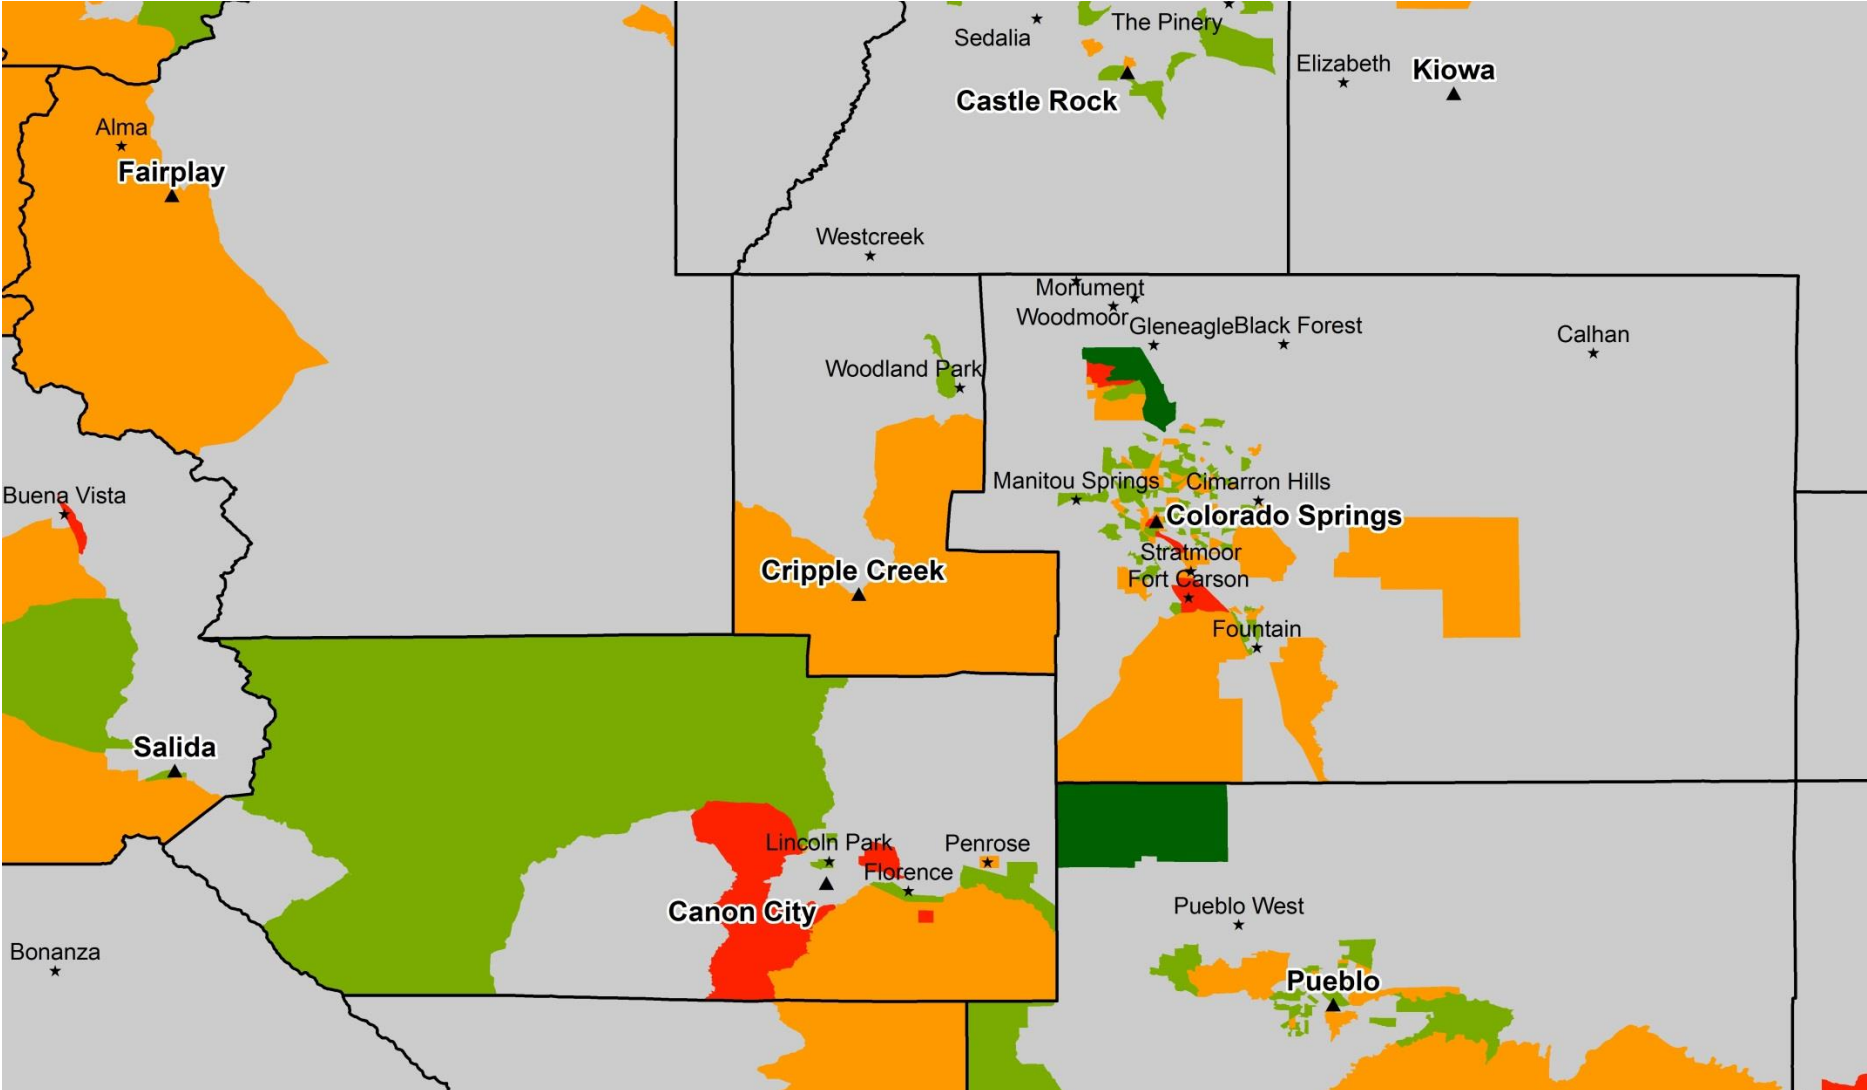 The Pinery
Sedalia
Elizabeth
Kiowa
Castle Rock
Alma
Fairplay
Westcreek
Monument
Woodmoor
Gleneagle
Black Forest
Calhan
Woodland Park
Manitou Springs
Cimarron Hills
Buena Vista
Colorado Springs
Stratmoor
Cripple Creek
Fort Carson
Fountain
Salida
Lincoln Park
Penrose
Florence
Canon City
Pueblo West
Bonanza
Pueblo